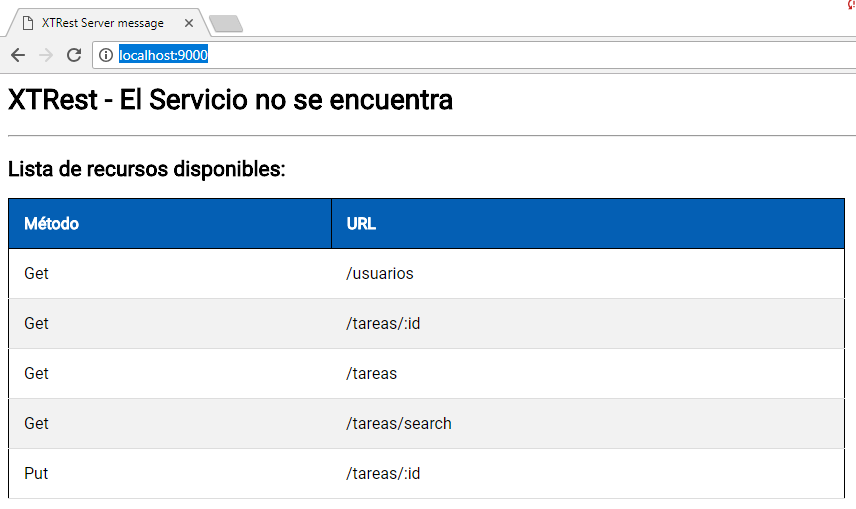 XTRest Server message
localhost:9000
XTRest - El Servicio no se encuentra
Lista de recursos disponibles:
Método URL
Get /usuarios
Get /tareas/:id
Get /tareas
Get /tareas/search
Put /tareas/:id